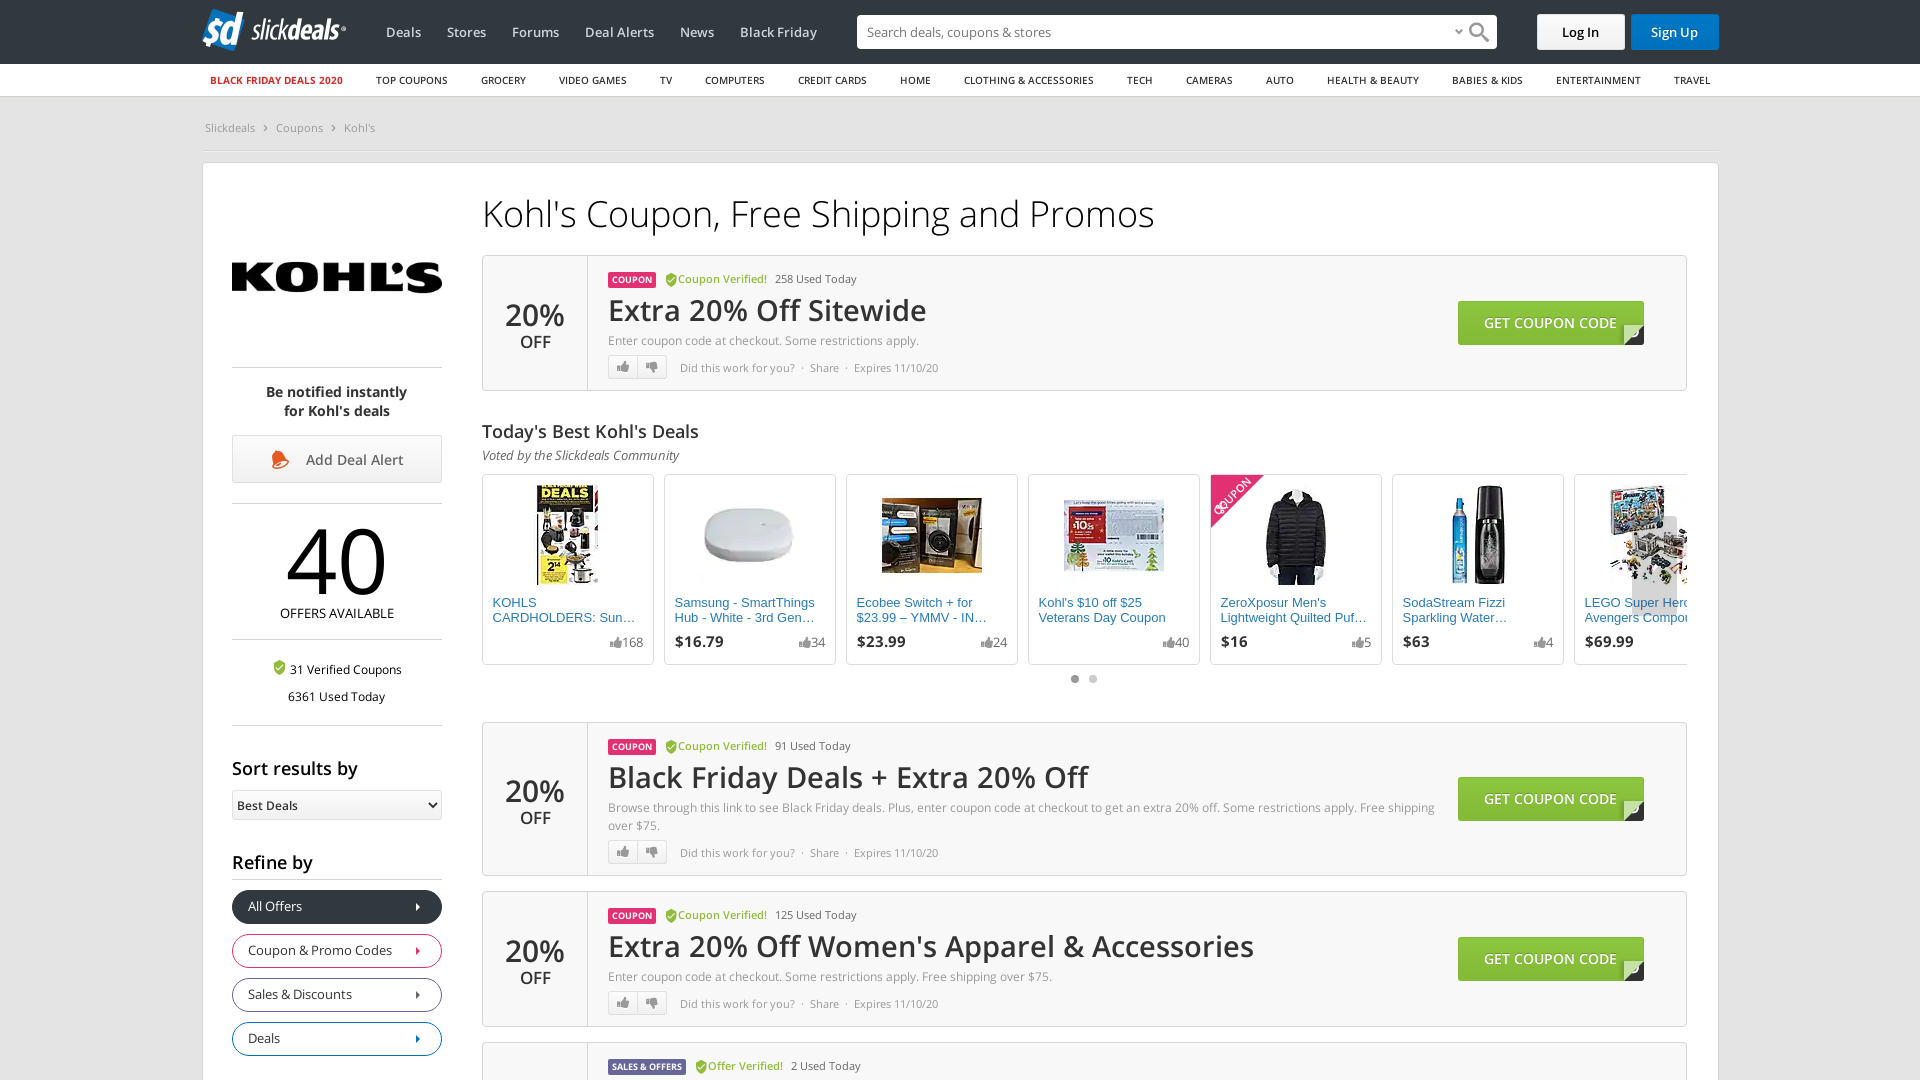 slickdeals
Deals
Stores
Forums
Deal Alerts
News
Black Friday
Search deals, coupons & stores
Log In
Sign Up
BLACK FRIDAY DEALS 2020
TOP COUPONS
GROCERY
VIDEO GAMES
TV
COMPUTERS
CREDIT CARDS
HOME
CLOTHING & ACCESSORIES
TECH
CAMERAS
AUTO
HEALTH & BEAUTY
BABIES & KIDS
ENTERTAINMENT
TRAVEL
Slickdeals > Coupons > Kohl's
KOHL'S
Be notified instantly
for Kohl's deals
Add Deal Alert
40
OFFERS AVAILABLE
31 Verified Coupons
6361 Used Today
Sort results by
Best Deals
Refine by
All Offers
Coupon & Promo Codes
Sales & Discounts
Deals
Kohl's Coupon, Free Shipping and Promos
20%
OFF
COUPON Coupon Verified! 258 Used Today
Extra 20% Off Sitewide
Enter coupon code at checkout. Some restrictions apply.
Did this work for you? · Share · Expires 11/10/20
GET COUPON CODE
Today's Best Kohl's Deals
Voted by the Slickdeals Community
DEALS
KOHLS
CARDHOLDERS: Sun…
168
Samsung - SmartThings
Hub - White - 3rd Gen…
$16.79
34
Ecobee Switch + for
$23.99 – YMMV - IN…
$23.99
24
Kohl's $10 off $25
Veterans Day Coupon
40
COUPON
ZeroXposur Men's
Lightweight Quilted Puf…
$16
5
SodaStream Fizzi
Sparkling Water…
$63
4
LEGO Super Hero
Avengers Compou
$69.99
20%
OFF
COUPON Coupon Verified! 91 Used Today
Black Friday Deals + Extra 20% Off
Browse through this link to see Black Friday deals. Plus, enter coupon code at checkout to get an extra 20% off. Some restrictions apply. Free shipping
over $75.
Did this work for you? · Share · Expires 11/10/20
GET COUPON CODE
20%
OFF
COUPON Coupon Verified! 125 Used Today
Extra 20% Off Women's Apparel & Accessories
Enter coupon code at checkout. Some restrictions apply. Free shipping over $75.
Did this work for you? · Share · Expires 11/10/20
GET COUPON CODE
SALES & OFFERS Offer Verified! 2 Used Today